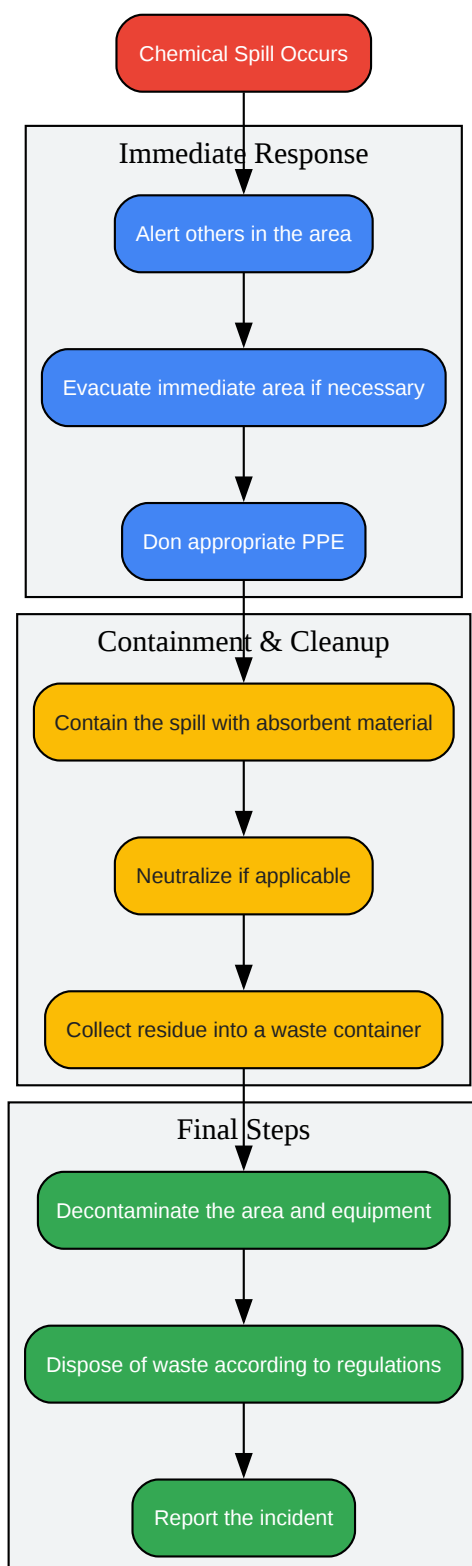 Chemical Spill Occurs
Immediate Response
Alert others in the area
Evacuate immediate area if necessary
Don appropriate PPE
Containment & Cleanup
Contain the spill with absorbent material
Neutralize if applicable
Collect residue into a waste container
Final Steps
Decontaminate the area and equipment
Dispose of waste according to regulations
Report the incident